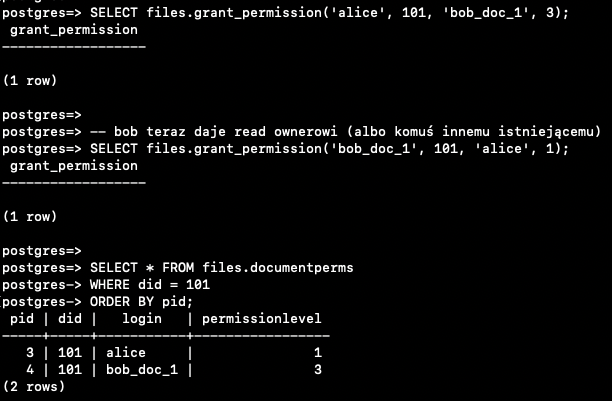 postgres=> SELECT files.grant_permission('alice', 101, 'bob_doc_1', 3);
 grant_permission
------------------

(1 row)

postgres=>
postgres=> -- bob teraz daje read ownerowi (albo komuś innemu istniejącemu)
postgres=> SELECT files.grant_permission('bob_doc_1', 101, 'alice', 1);
 grant_permission
------------------

(1 row)

postgres=>
postgres=> SELECT * FROM files.documentperms
postgres-> WHERE did = 101
postgres-> ORDER BY pid;
 pid | did |   login   | permissionlevel
-----+-----+-----------+-----------------
   3 | 101 | alice     |               1
   4 | 101 | bob_doc_1 |               3
(2 rows)